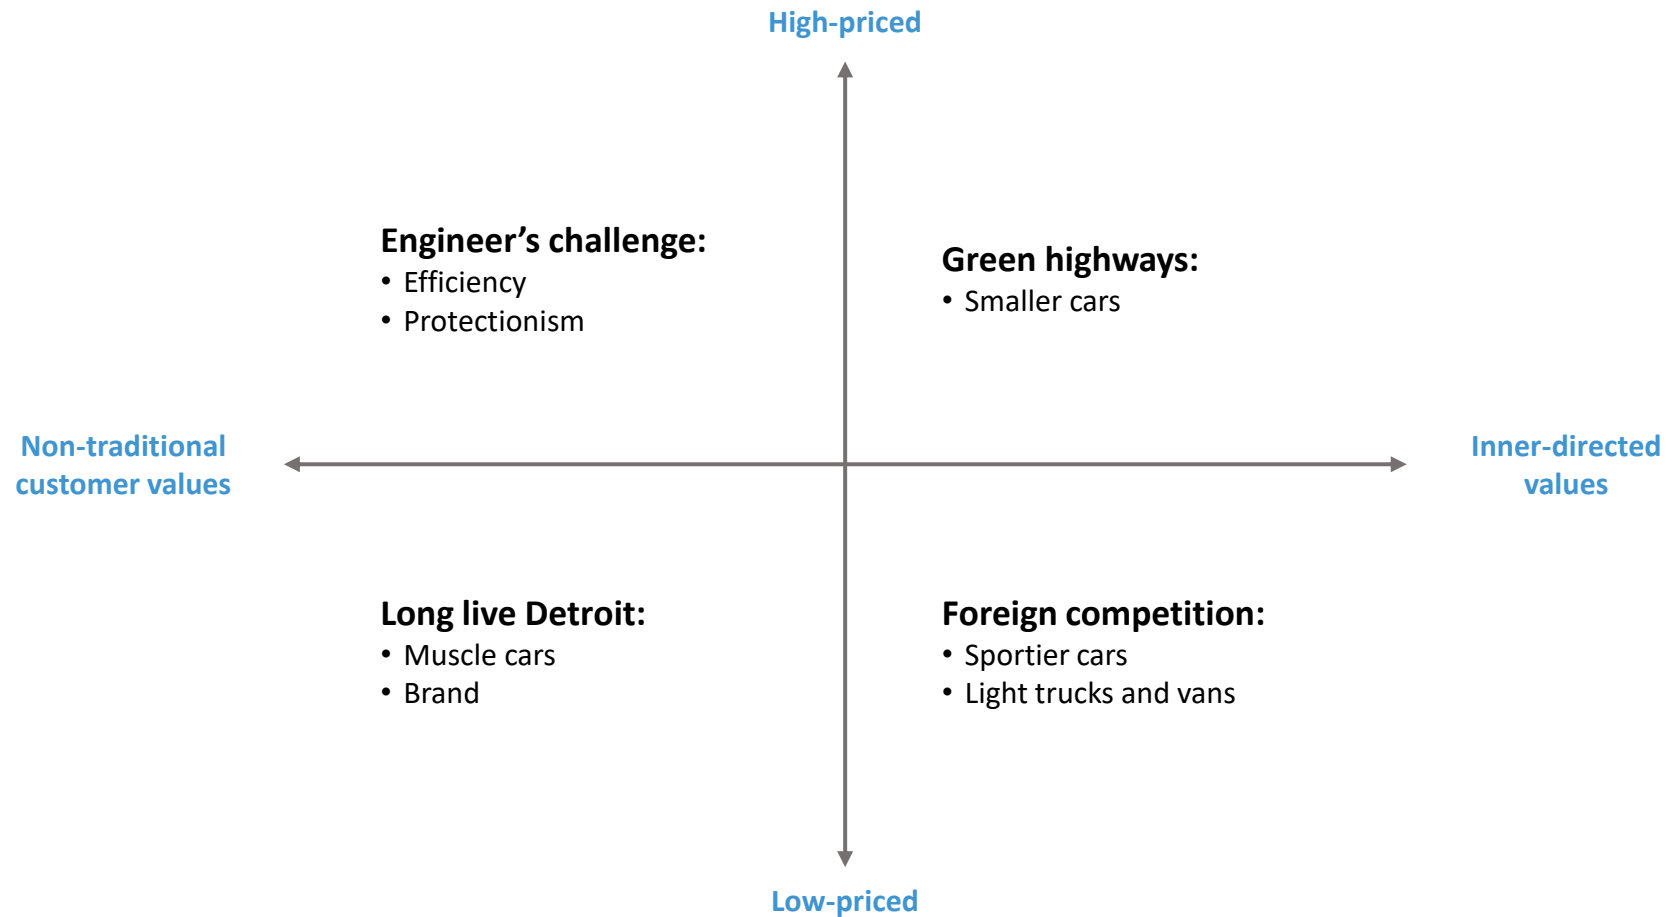 High-priced
Engineer’s challenge:
• Efficiency
• Protectionism
Green highways:
• Smaller cars
Non-traditional
customer values
Inner-directed
values
Long live Detroit:
• Muscle cars
• Brand
Foreign competition:
• Sportier cars
• Light trucks and vans
Low-priced